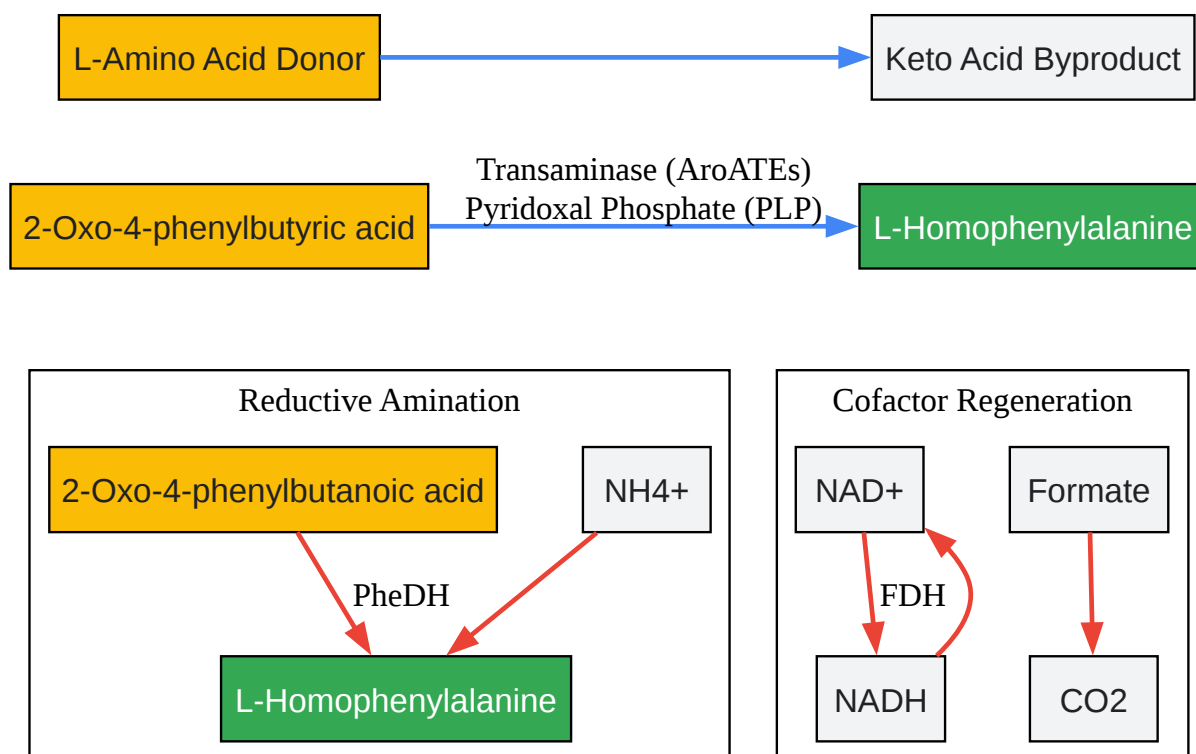 L-Amino Acid Donor
Keto Acid Byproduct
Transaminase (AroATEs)
Pyridoxal Phosphate (PLP)
2-Oxo-4-phenylbutyric acid
L-Homophenylalanine
Reductive Amination
2-Oxo-4-phenylbutanoic acid
NH4+
PheDH
L-Homophenylalanine
Cofactor Regeneration
NAD+
Formate
FDH
NADH
CO2